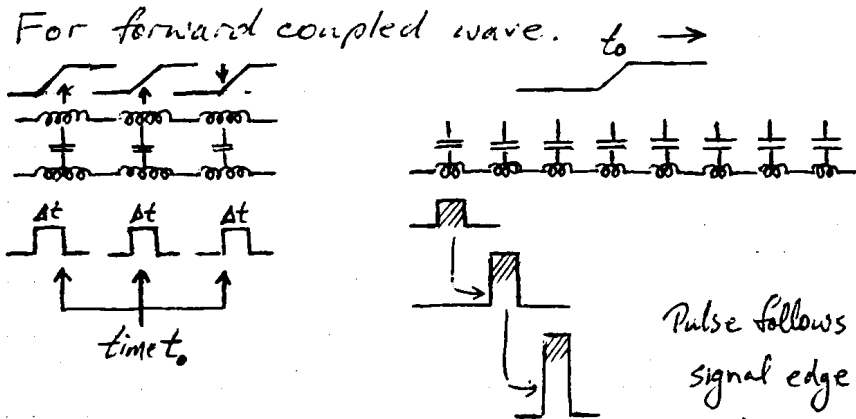 For forward coupled wave.
t₀
Δt Δt Δt
time t₀
Pulse follows
signal edge